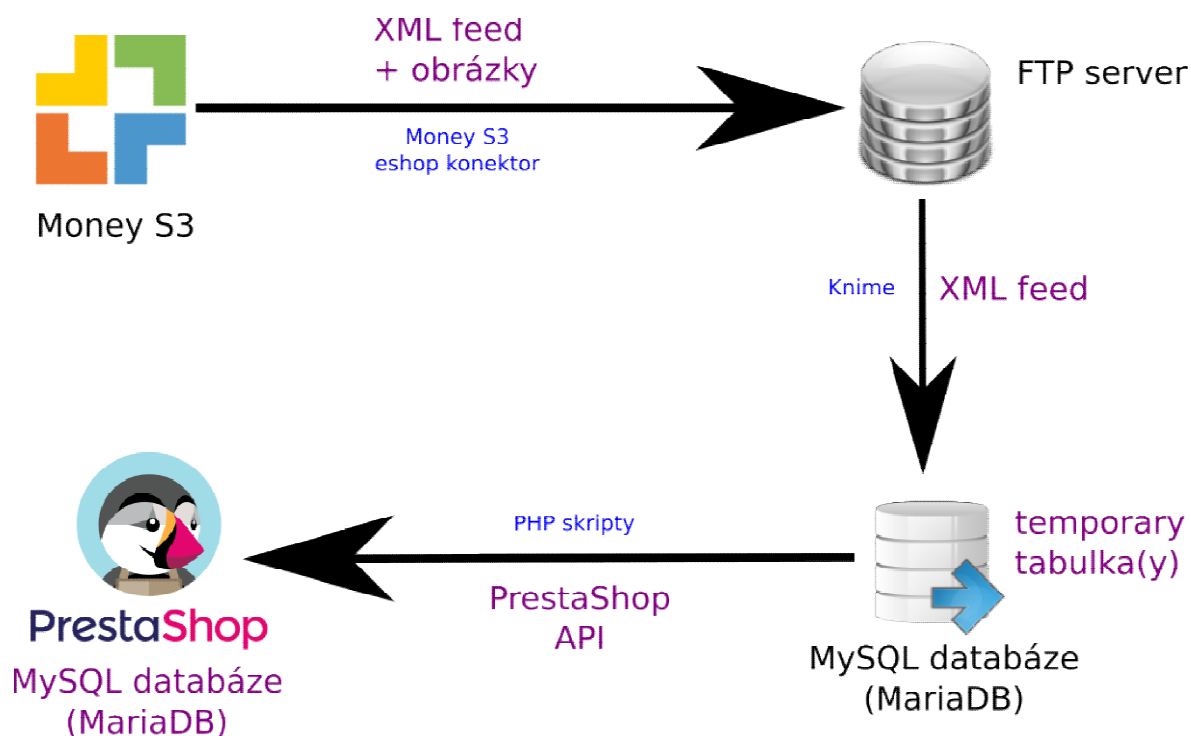 XML feed
+ obrázky
Money S3
eshop konektor
FTP server
Money S3
Knime
XML feed
PHP skripty
temporary
tabulka(y)
PrestaShop
API
PrestaShop
MySQL databáze
(MariaDB)
MySQL databáze
(MariaDB)